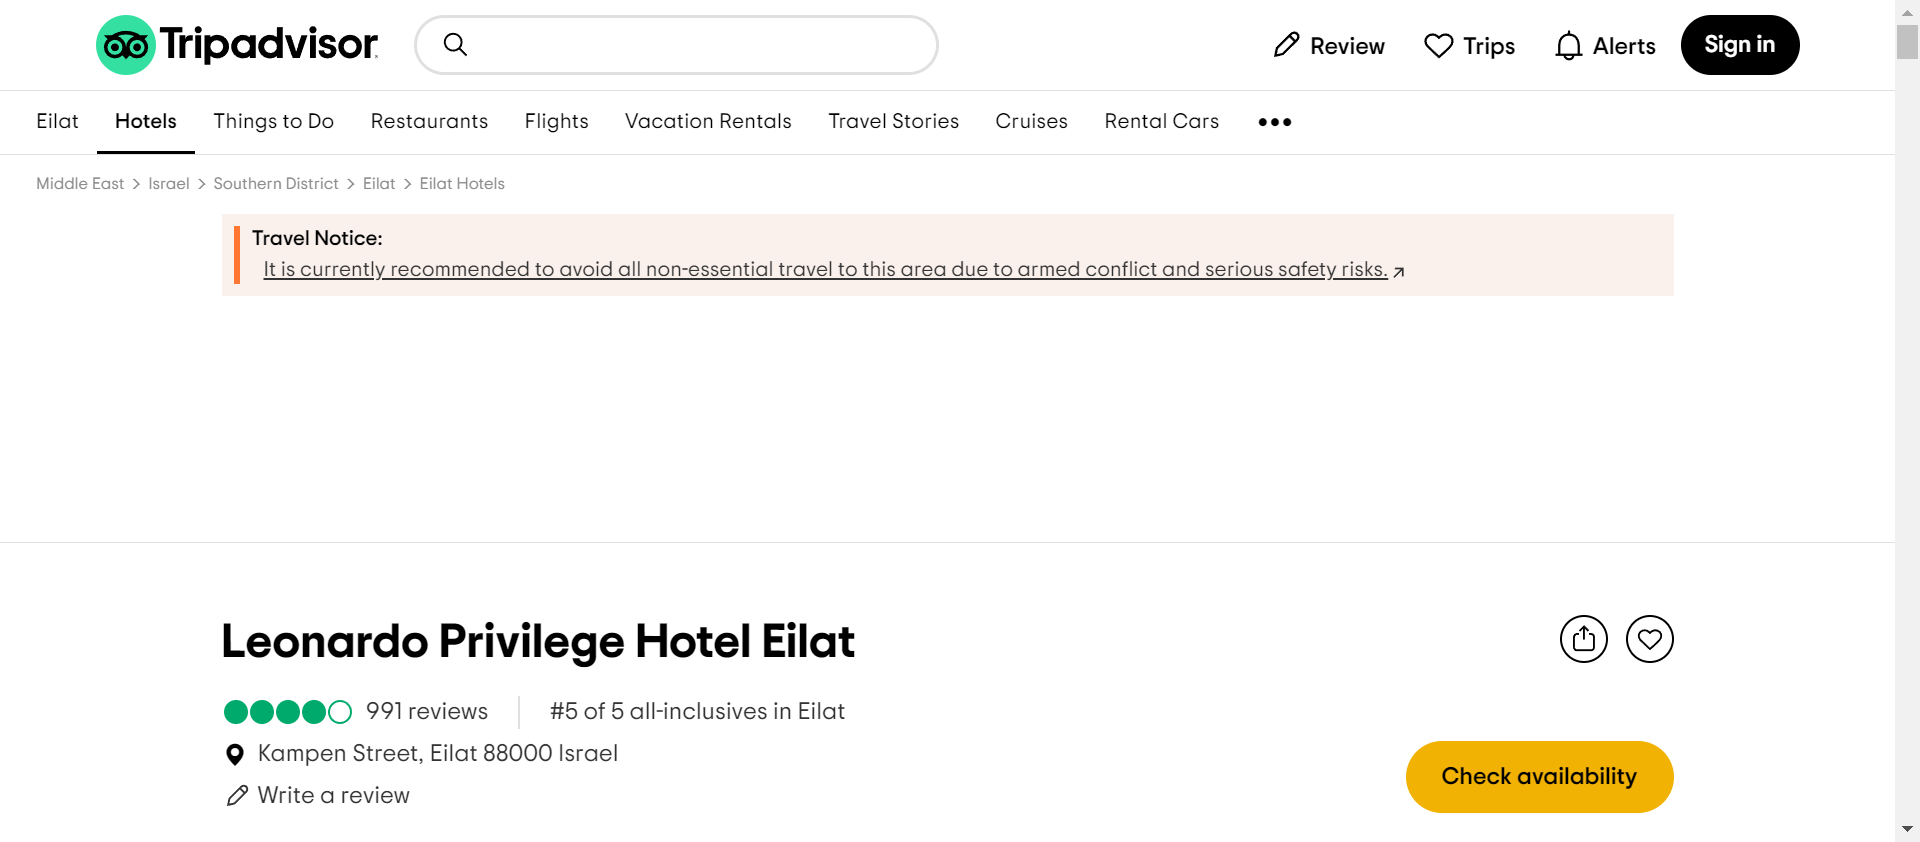 Tripadvisor
Review
Trips
Alerts
Sign in
Eilat
Hotels
Things to Do
Restaurants
Flights
Vacation Rentals
Travel Stories
Cruises
Rental Cars
Middle East > Israel > Southern District > Eilat > Eilat Hotels
Travel Notice:
It is currently recommended to avoid all non-essential travel to this area due to armed conflict and serious safety risks.
Leonardo Privilege Hotel Eilat
991 reviews
#5 of 5 all-inclusives in Eilat
Kampen Street, Eilat 88000 Israel
Write a review
Check availability